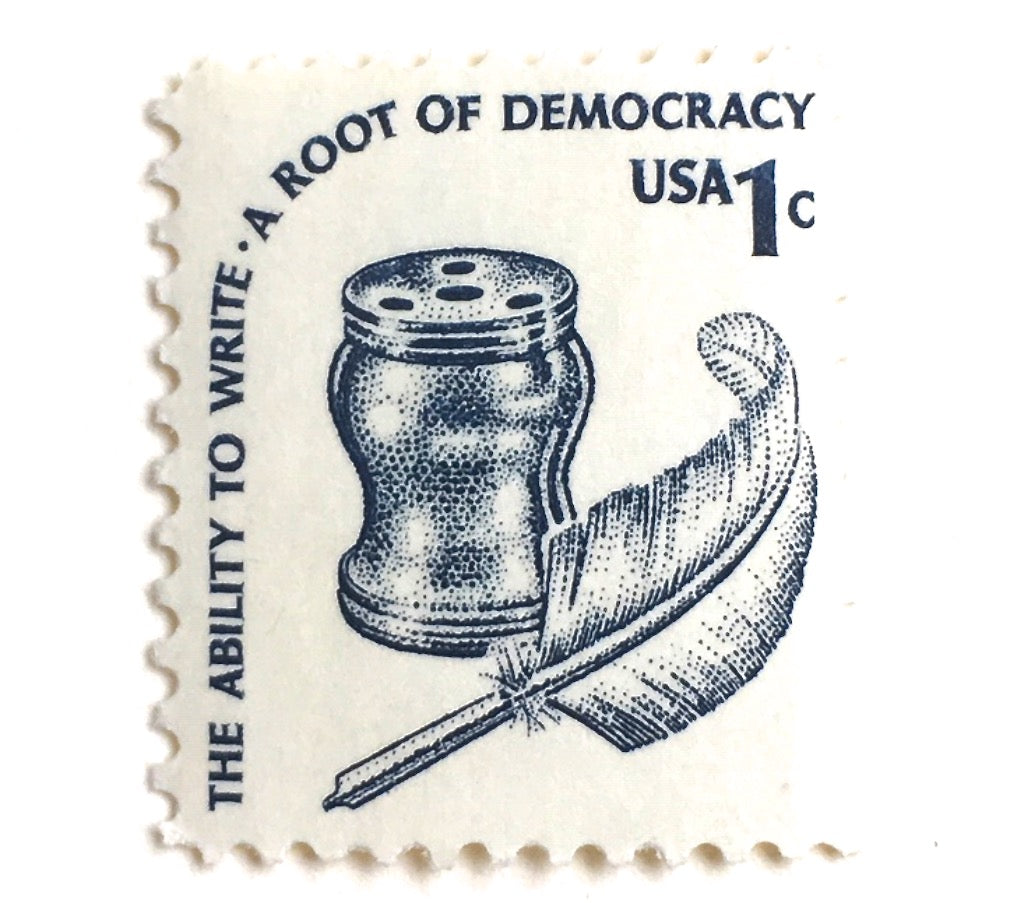 THE ABILITY TO WRITE · A ROOT OF DEMOCRACY
USA 1c